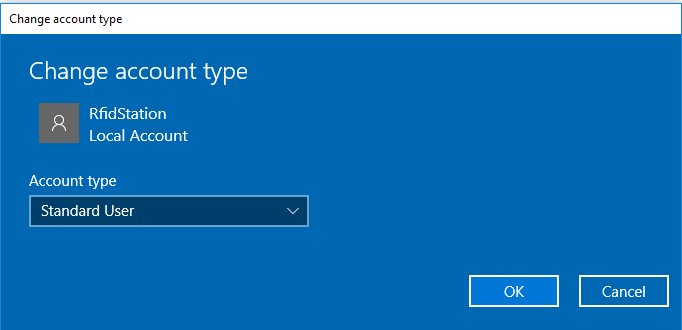 Change account type
Change account type
RfidStation
Local Account
Account type
Standard User
OK
Cancel